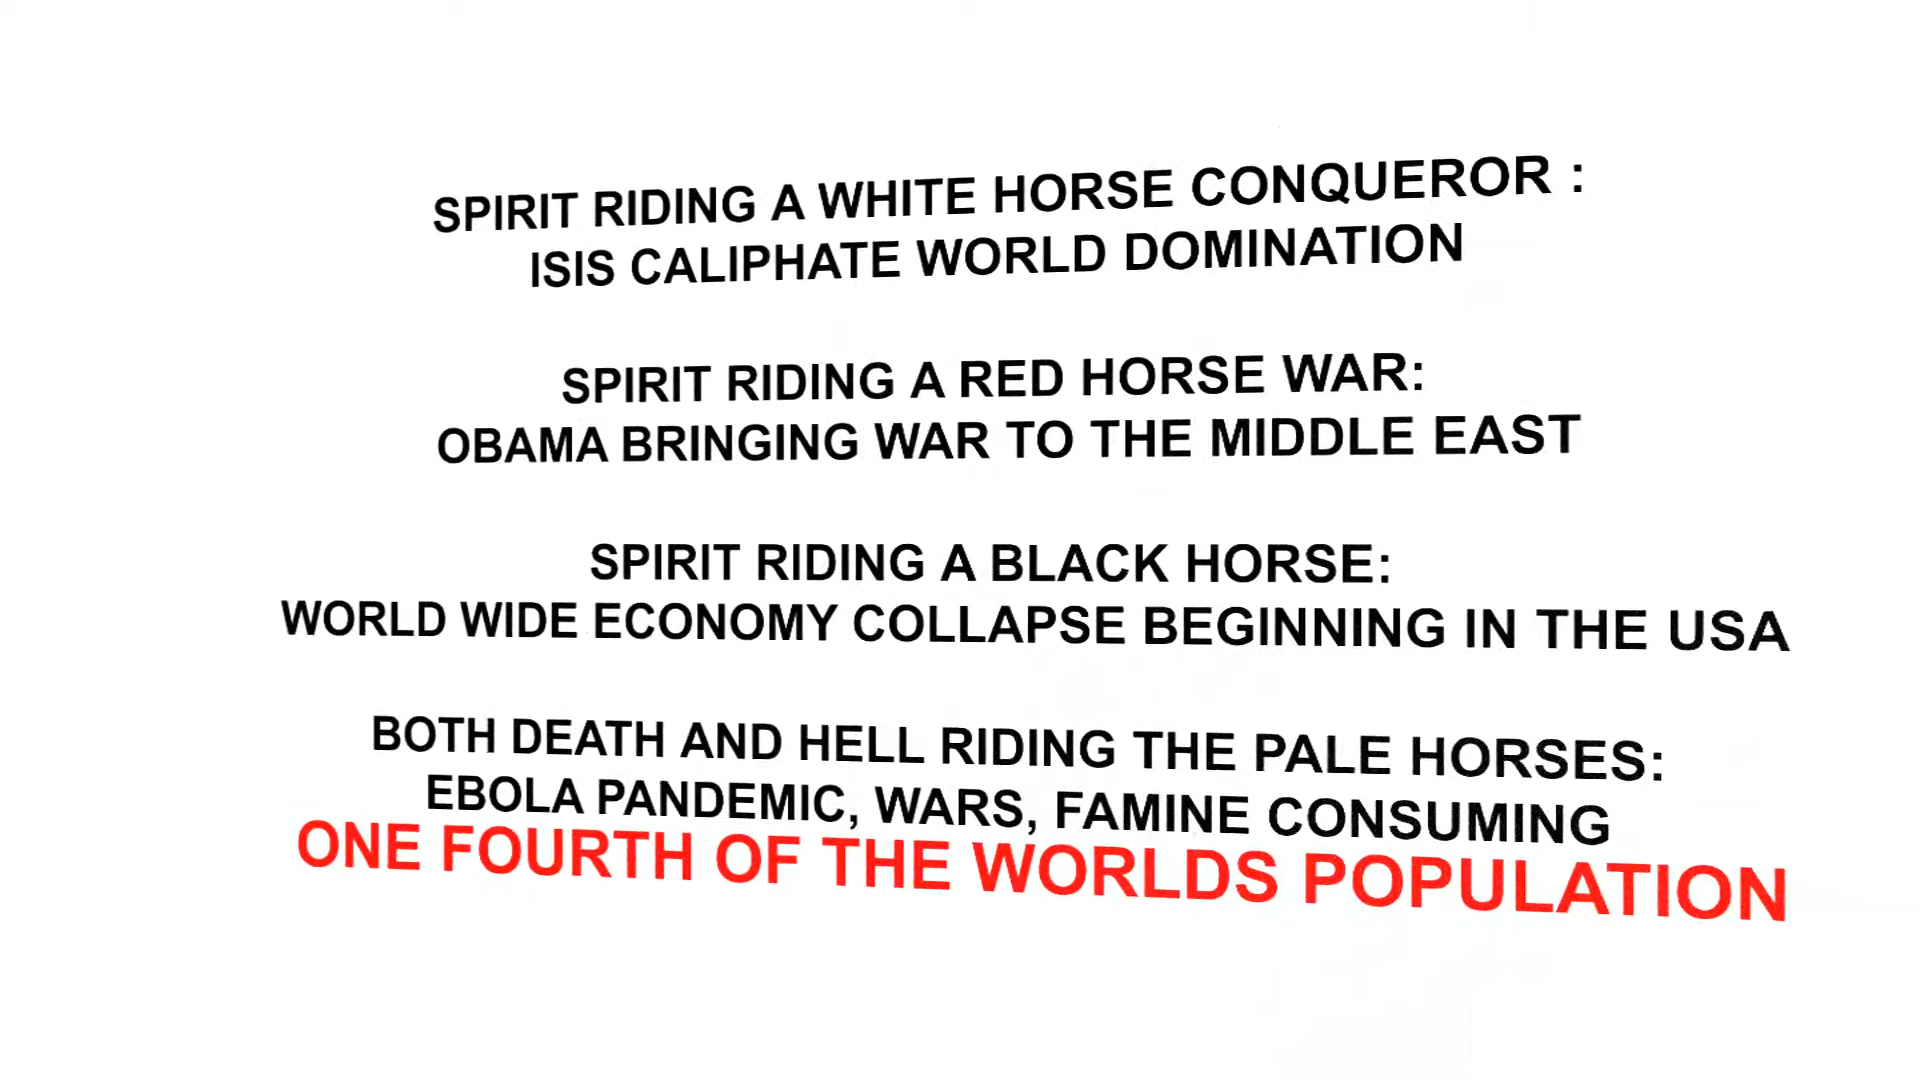 SPIRIT RIDING A WHITE HORSE CONQUEROR :
ISIS CALIPHATE WORLD DOMINATION
SPIRIT RIDING A RED HORSE WAR:
OBAMA BRINGING WAR TO THE MIDDLE EAST
SPIRIT RIDING A BLACK HORSE:
WORLD WIDE ECONOMY COLLAPSE BEGINNING IN THE USA
BOTH DEATH AND HELL RIDING THE PALE HORSES:
EBOLA PANDEMIC, WARS, FAMINE CONSUMING
ONE FOURTH OF THE WORLDS POPULATION